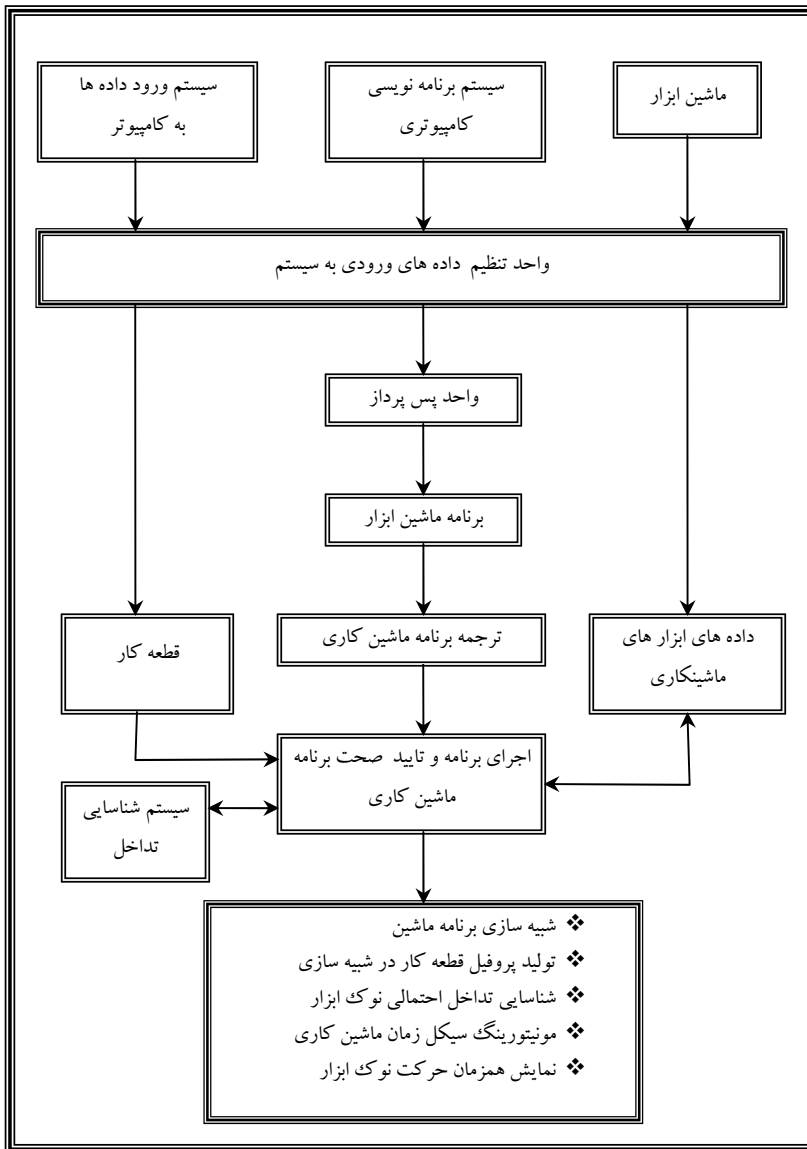 ماشین ابزار
سیستم برنامه نویسی
کامپیوتری
سیستم ورود داده ها
به کامپیوتر
واحد تنظیم داده های ورودی به سیستم
واحد پس پرداز
برنامه ماشین ابزار
داده های ابزار های
ماشینکاری
ترجمه برنامه ماشین کاری
قطعه کار
اجرای برنامه و تایید صحت برنامه
ماشین کاری
سیستم شناسایی
تداخل
❖ شبیه سازی برنامه ماشین
❖ تولید پروفیل قطعه کار در شبیه سازی
❖ شناسایی تداخل احتمالی نوک ابزار
❖ مونیتورینگ سیکل زمان ماشین کاری
❖ نمایش همزمان حرکت نوک ابزار